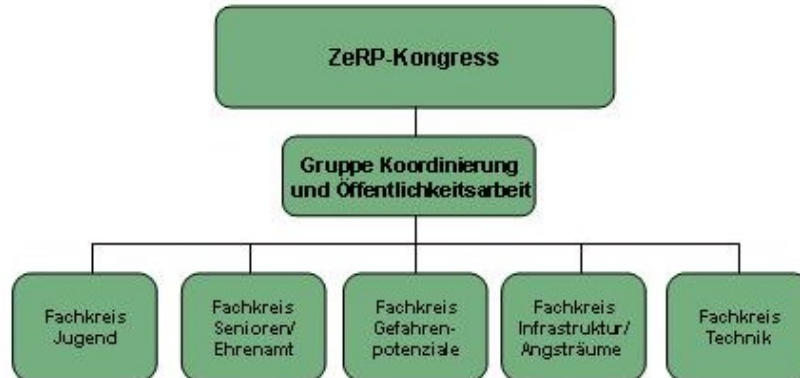 ZeRP-Kongress
Gruppe Koordinierung
und Öffentlichkeitsarbeit
Fachkreis
Jugend
Fachkreis
Senioren/
Ehrenamt
Fachkreis
Gefahren-
potenziale
Fachkreis
Infrastruktur/
Angsträume
Fachkreis
Technik